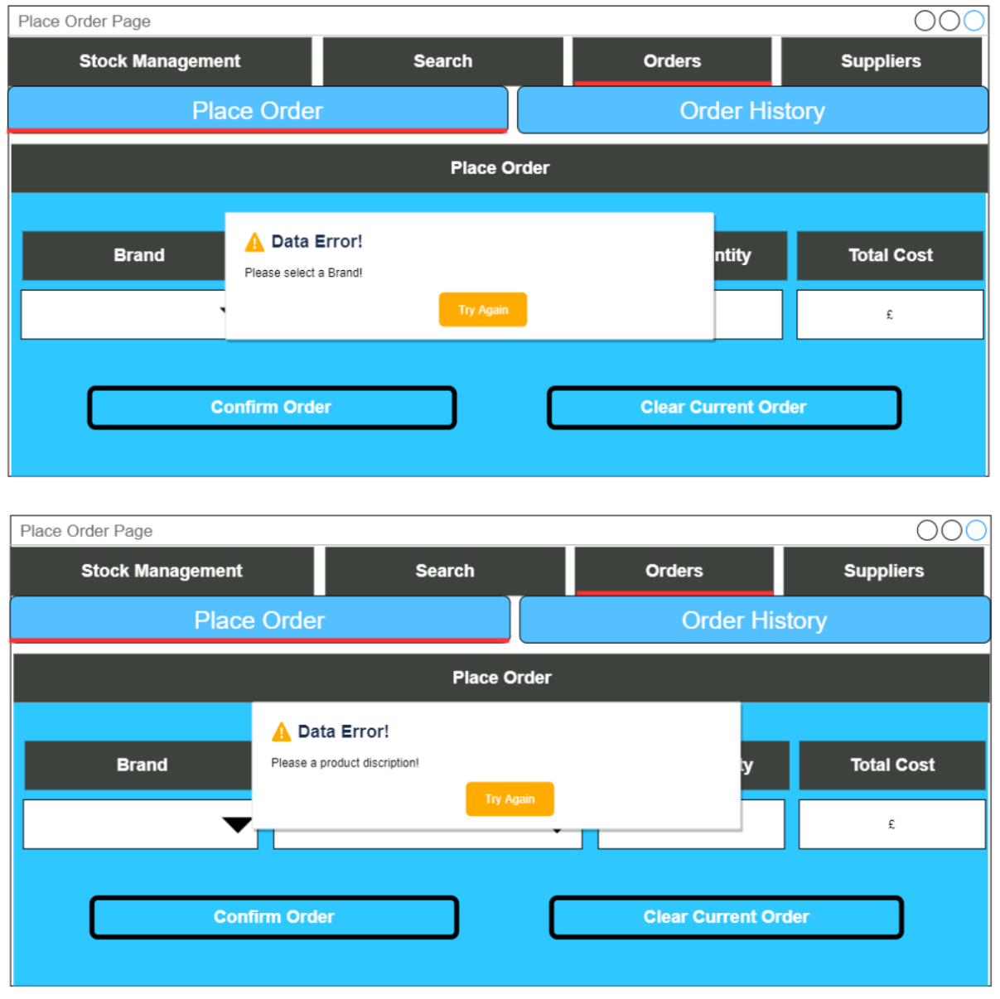 Place Order Page
Stock Management Search Orders Suppliers
Place Order Order History
Place Order
Data Error!
Brand ntity Total Cost
Please select a Brand!
Try Again
£
Confirm Order Clear Current Order
Place Order Page
Stock Management Search Orders Suppliers
Place Order Order History
Place Order
Data Error!
Brand ty Total Cost
Please a product discription!
Try Again
£
Confirm Order Clear Current Order